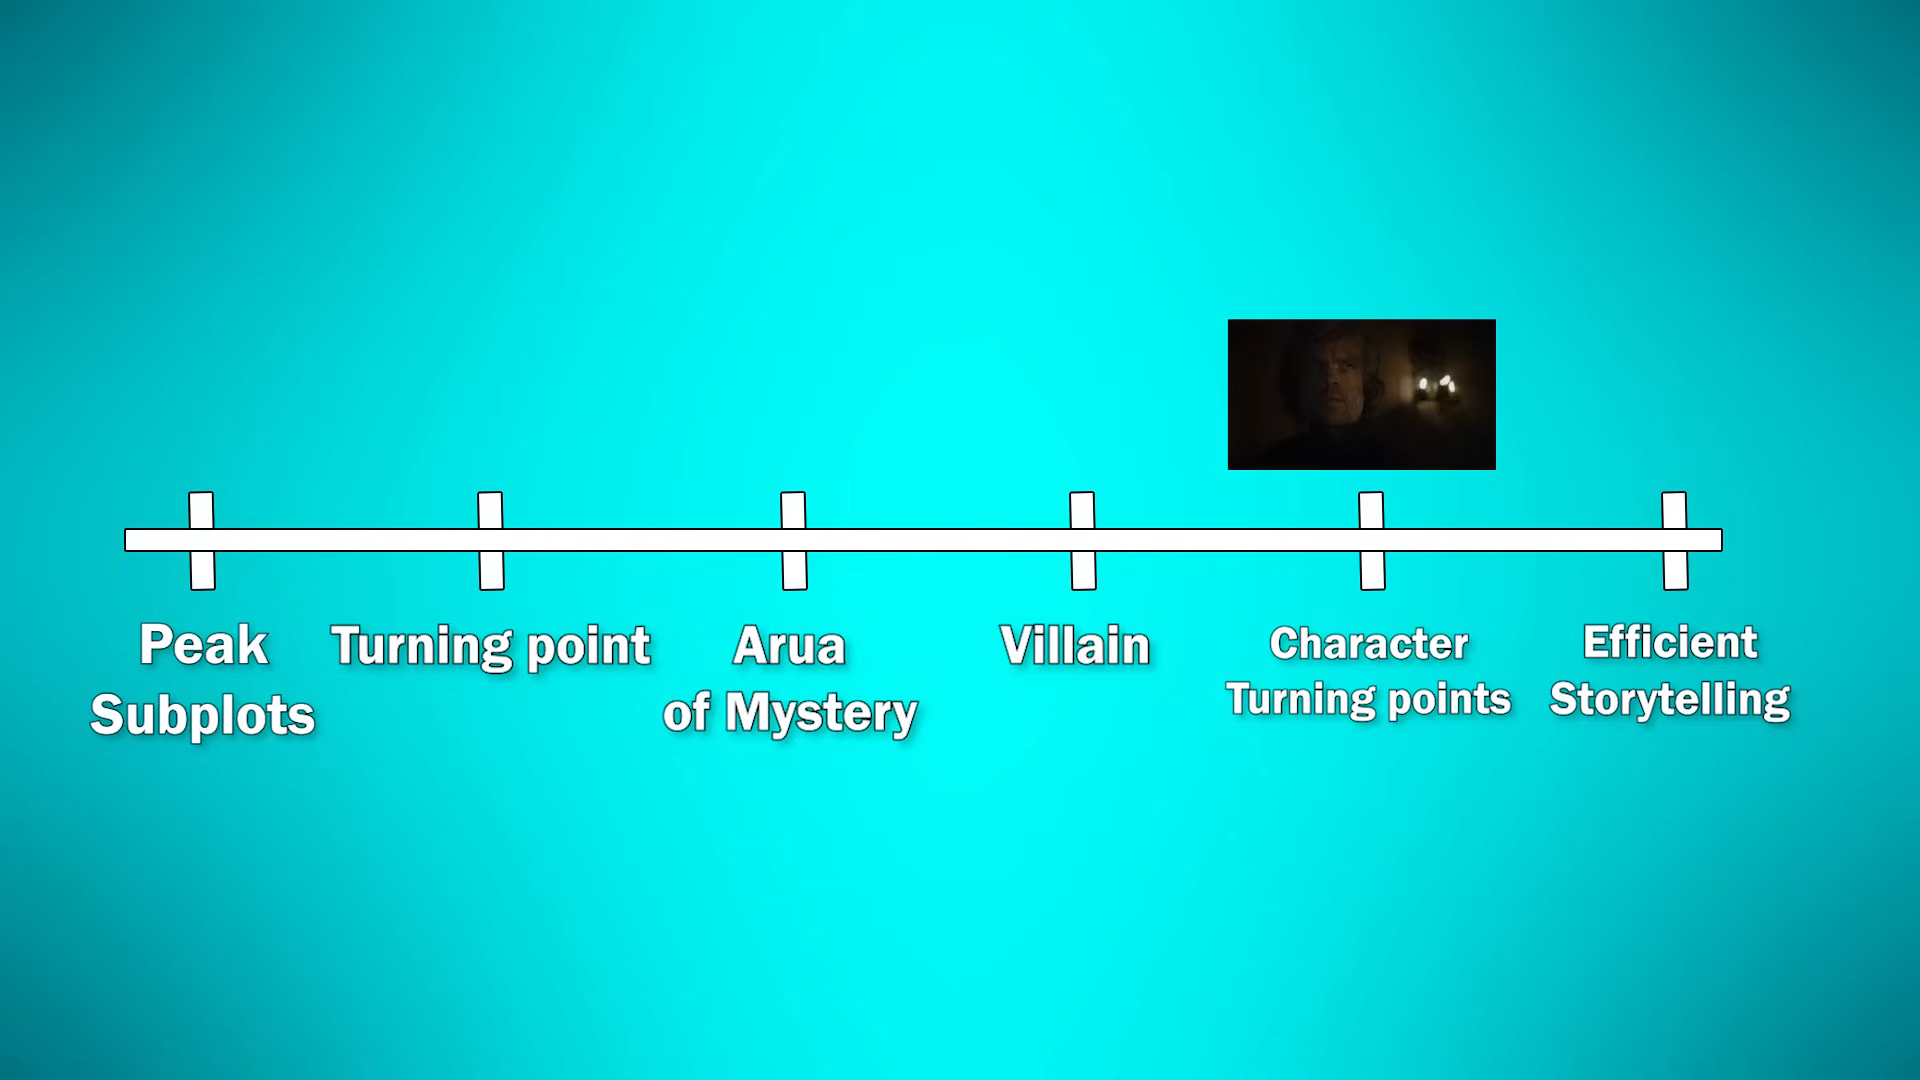 Peak
Subplots
Turning point
Arua
of Mystery
Villain
Character
Turning points
Efficient
Storytelling